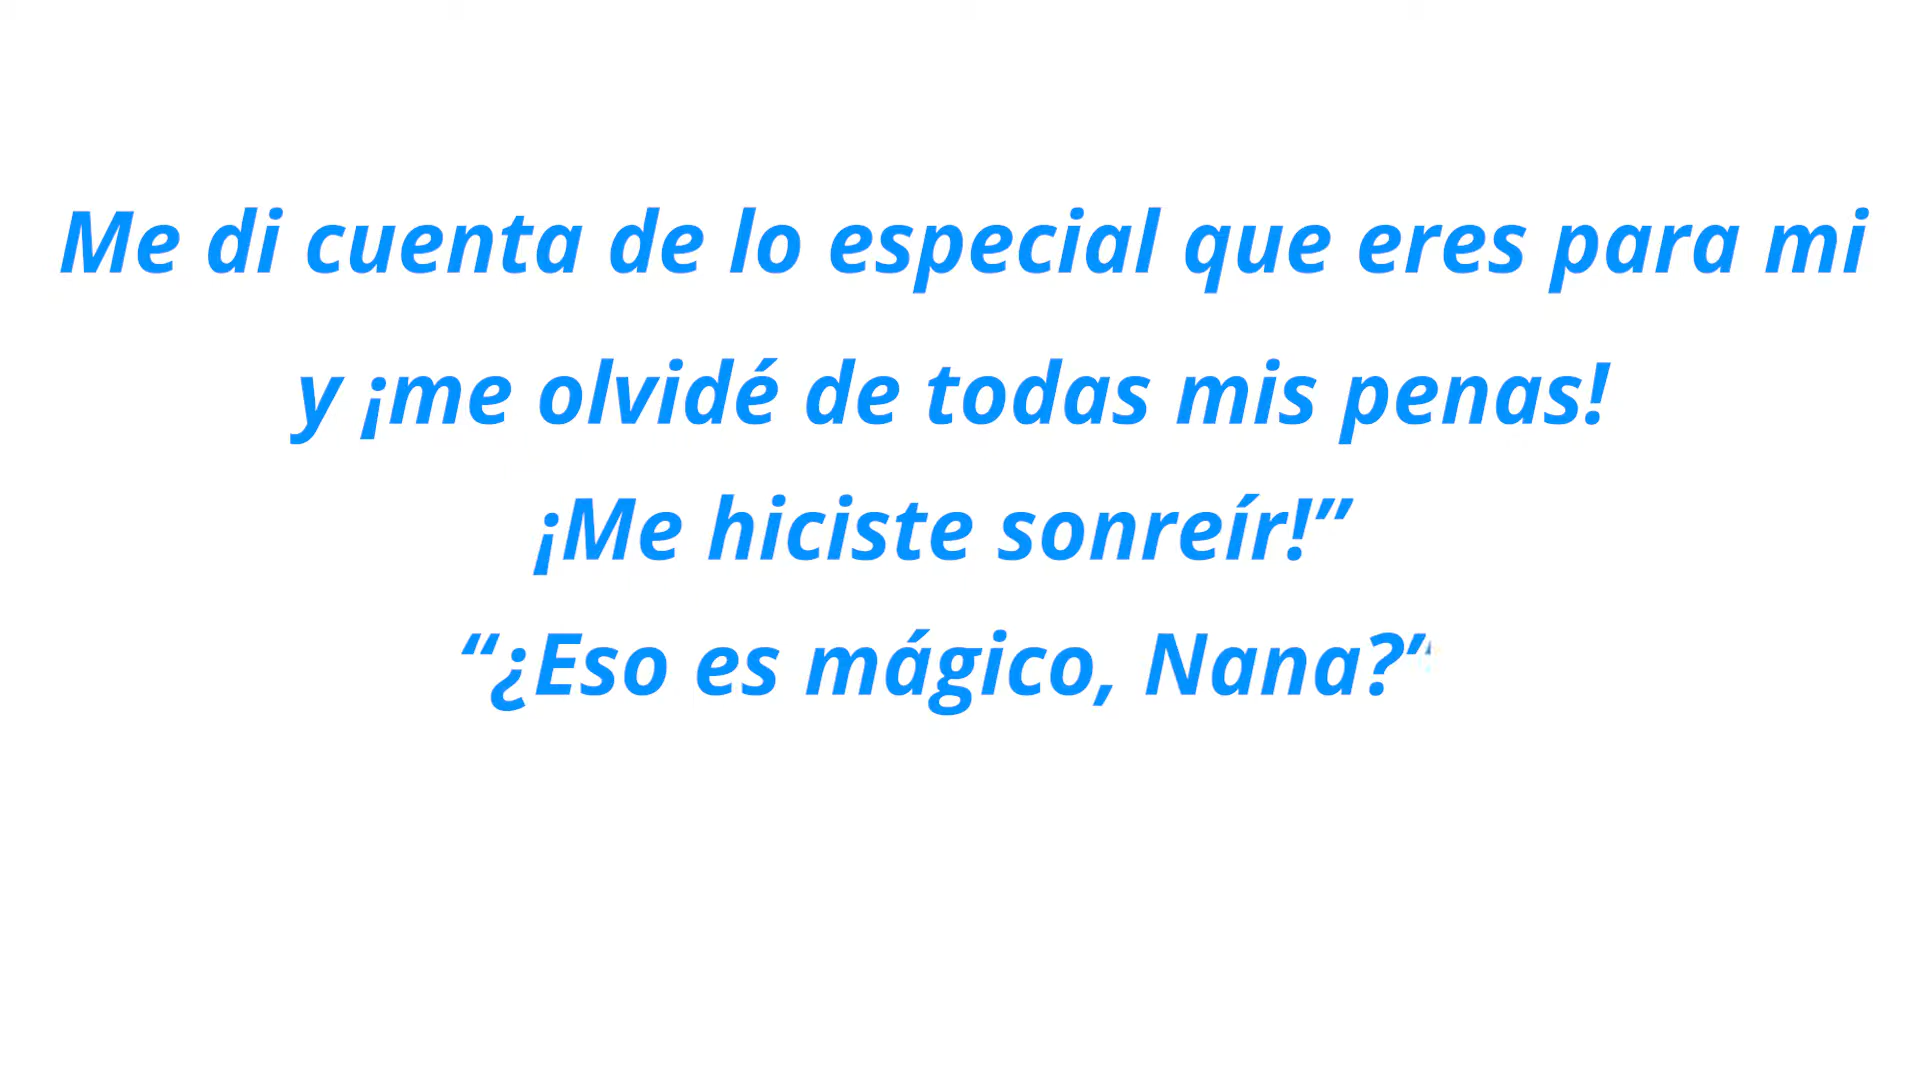 Me di cuenta de lo especial que eres para mi
y ¡me olvidé de todas mis penas!
¡Me hiciste sonreír!”
“¿Eso es mágico, Nana?”